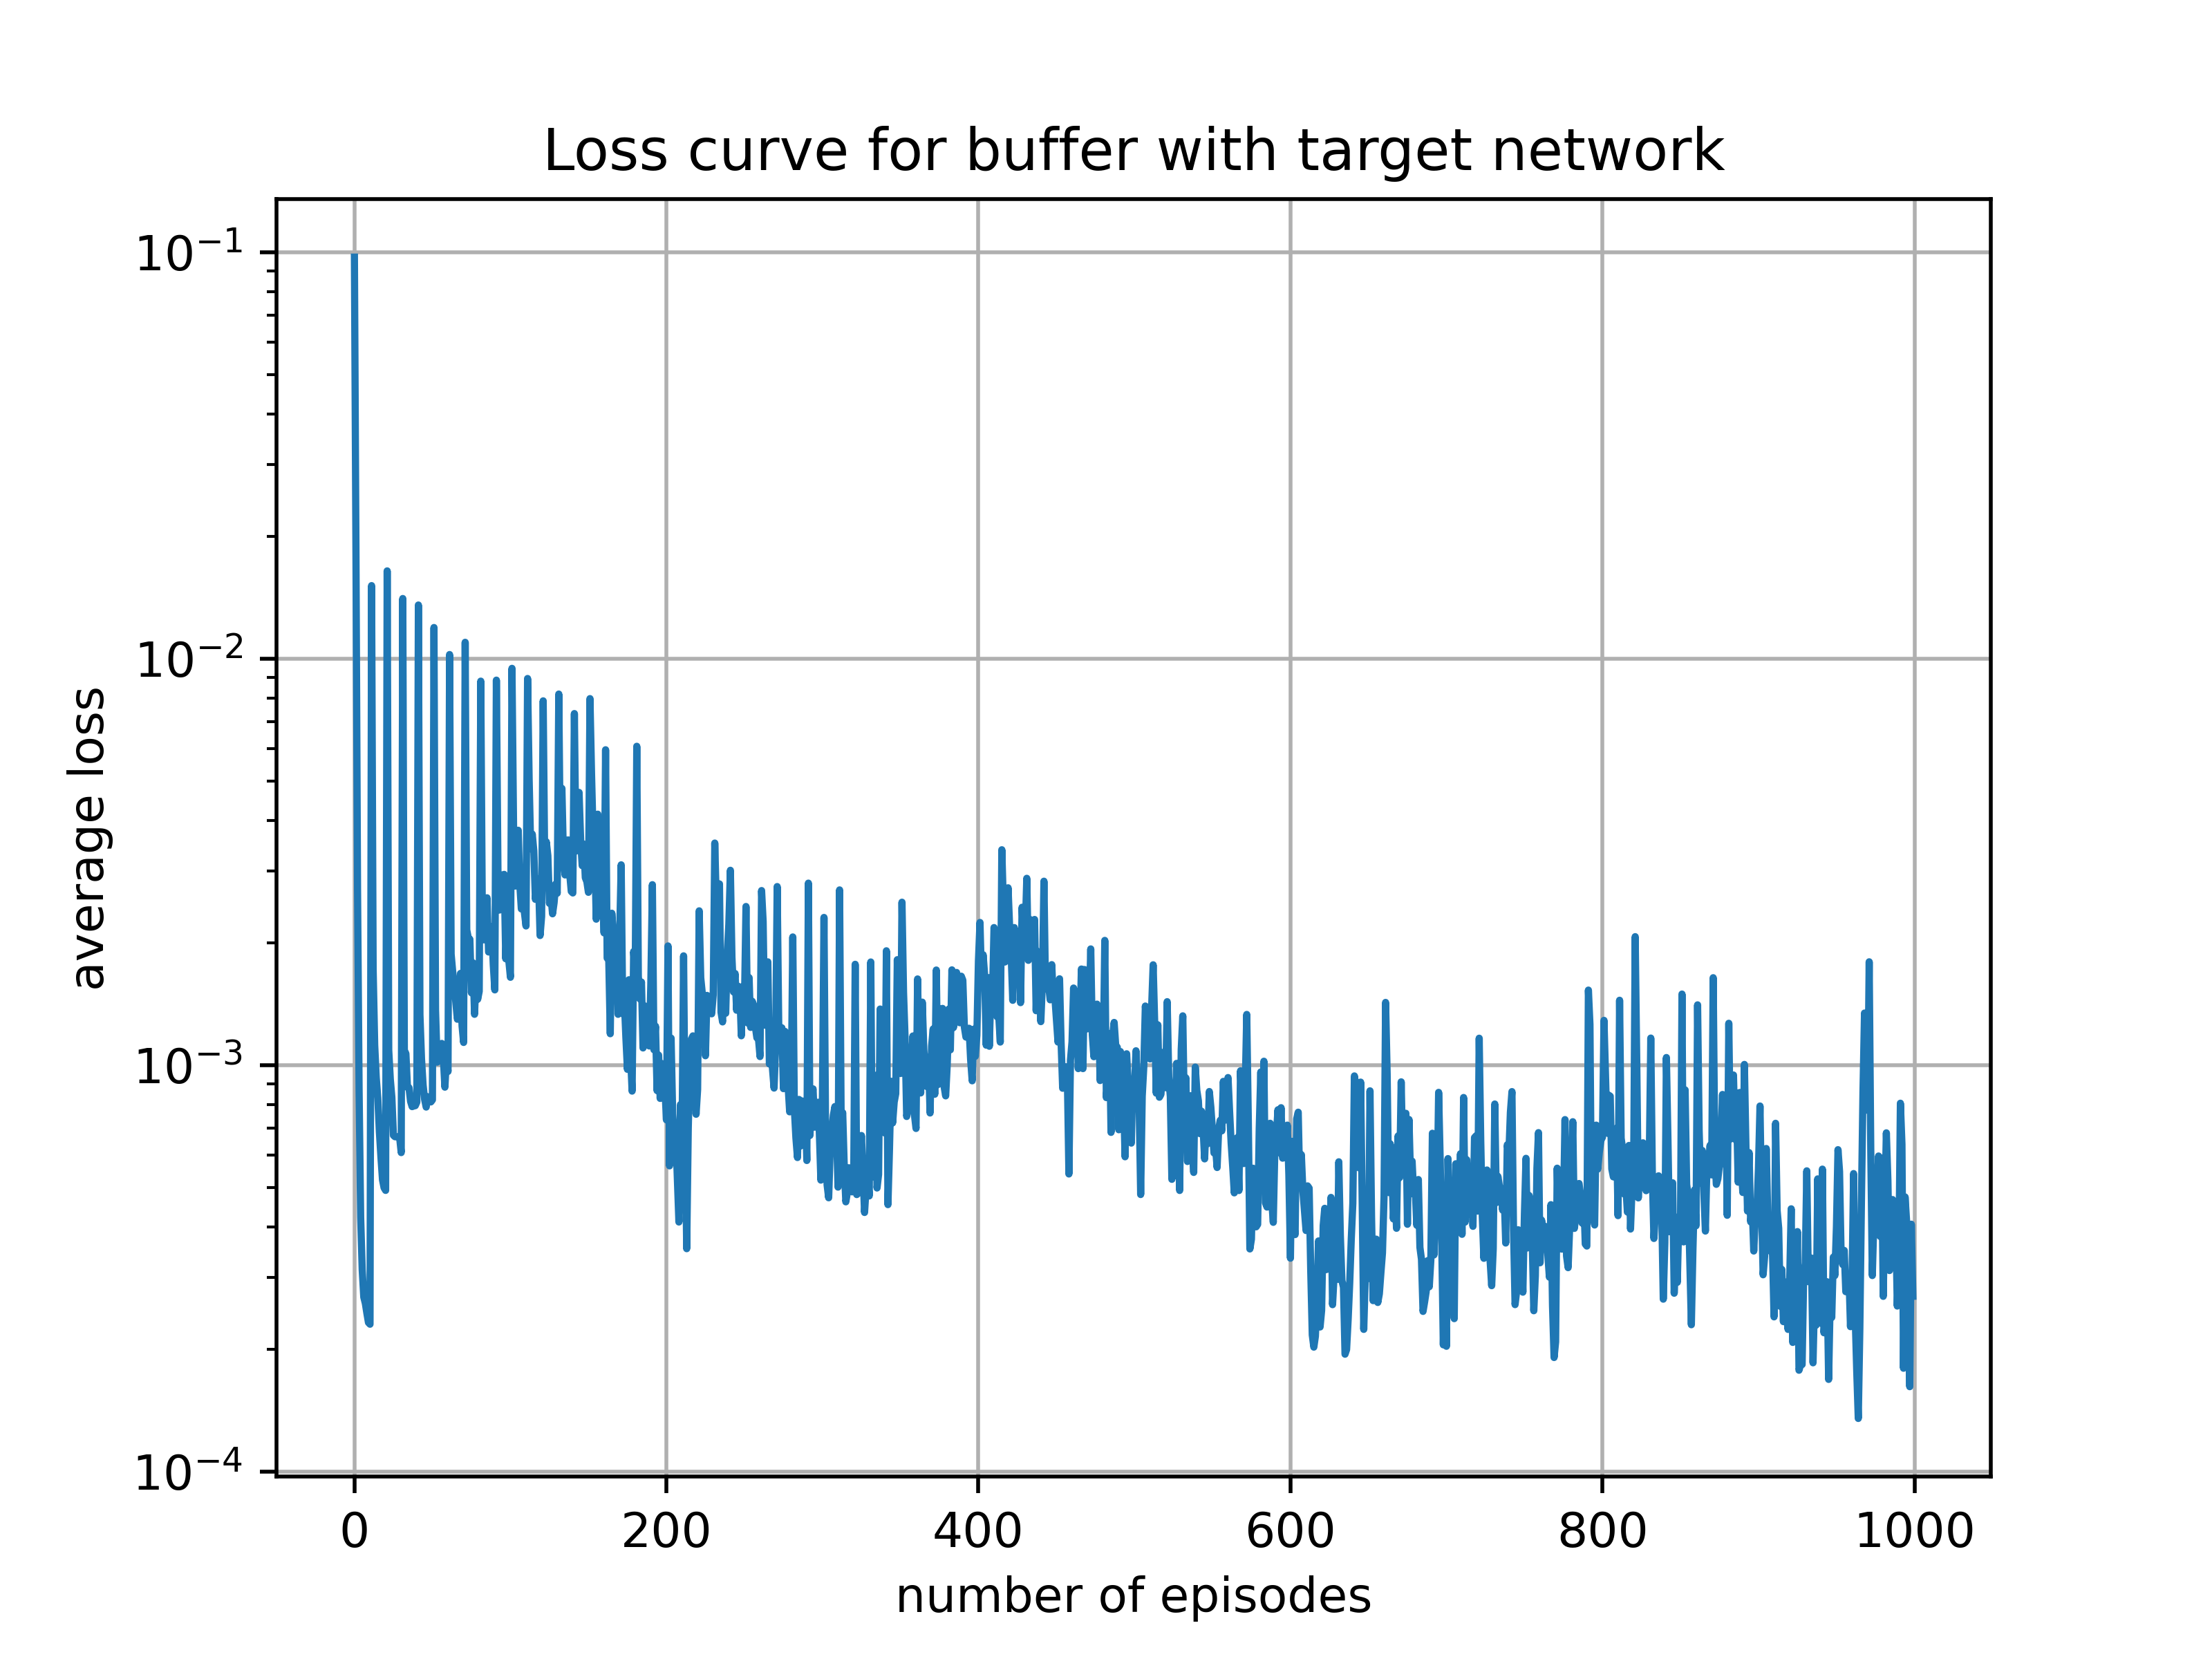 Loss curve for buffer with target network
10⁻¹
10⁻²
10⁻³
10⁻⁴
average loss
0 200 400 600 800 1000
number of episodes